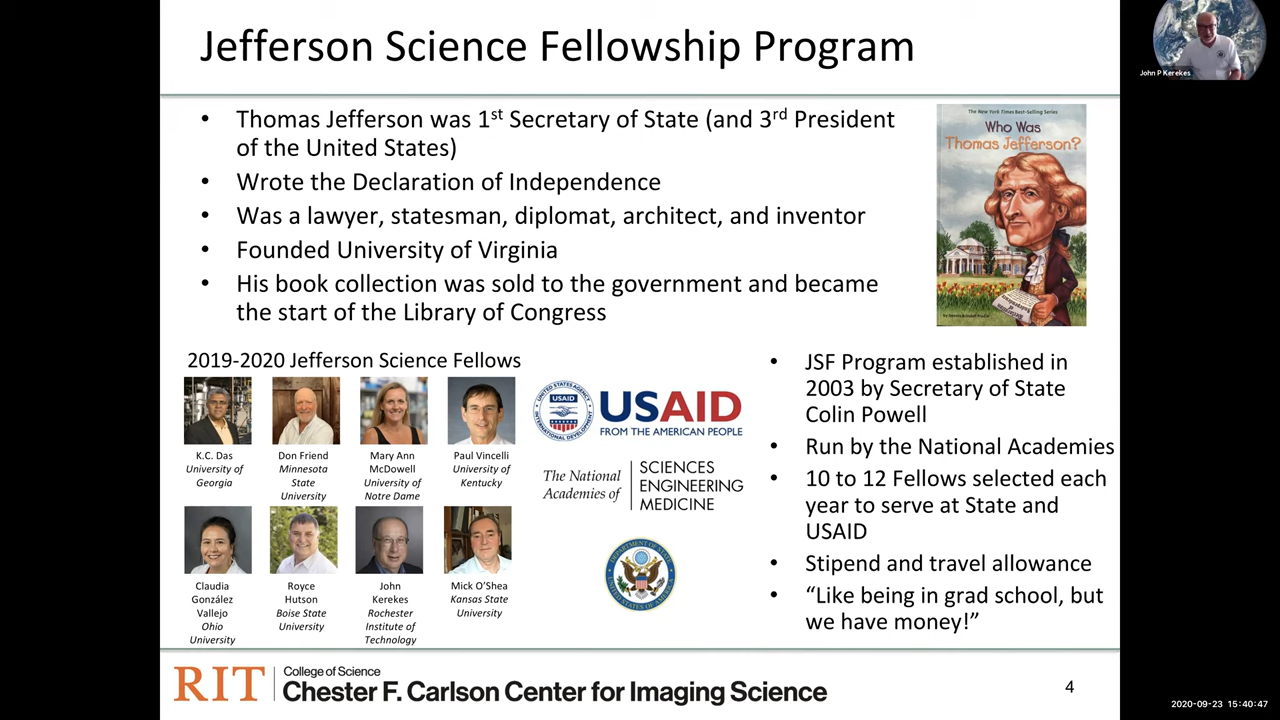 Jefferson Science Fellowship Program
John P Kerekes
• Thomas Jefferson was 1st Secretary of State (and 3rd President
of the United States)
• Wrote the Declaration of Independence
• Was a lawyer, statesman, diplomat, architect, and inventor
• Founded University of Virginia
• His book collection was sold to the government and became
the start of the Library of Congress
The New York Times Best-Selling Series
Who Was
Thomas Jefferson?
2019-2020 Jefferson Science Fellows
K.C. Das
University of
Georgia
Don Friend
Minnesota
State
University
Mary Ann
McDowell
University of
Notre Dame
Paul Vincelli
University of
Kentucky
Claudia
González
Vallejo
Ohio
University
Royce
Hutson
Boise State
University
John
Kerekes
Rochester
Institute of
Technology
Mick O’Shea
Kansas State
University
UNITED STATES AGENCY
USAID
INTERNATIONAL DEVELOPMENT
USAID
FROM THE AMERICAN PEOPLE
The National
Academies of
SCIENCES
ENGINEERING
MEDICINE
• JSF Program established in
2003 by Secretary of State
Colin Powell
• Run by the National Academies
• 10 to 12 Fellows selected each
year to serve at State and
USAID
• Stipend and travel allowance
• “Like being in grad school, but
we have money!”
RIT
College of Science
Chester F. Carlson Center for Imaging Science
4
2020-09-23 15:40:47